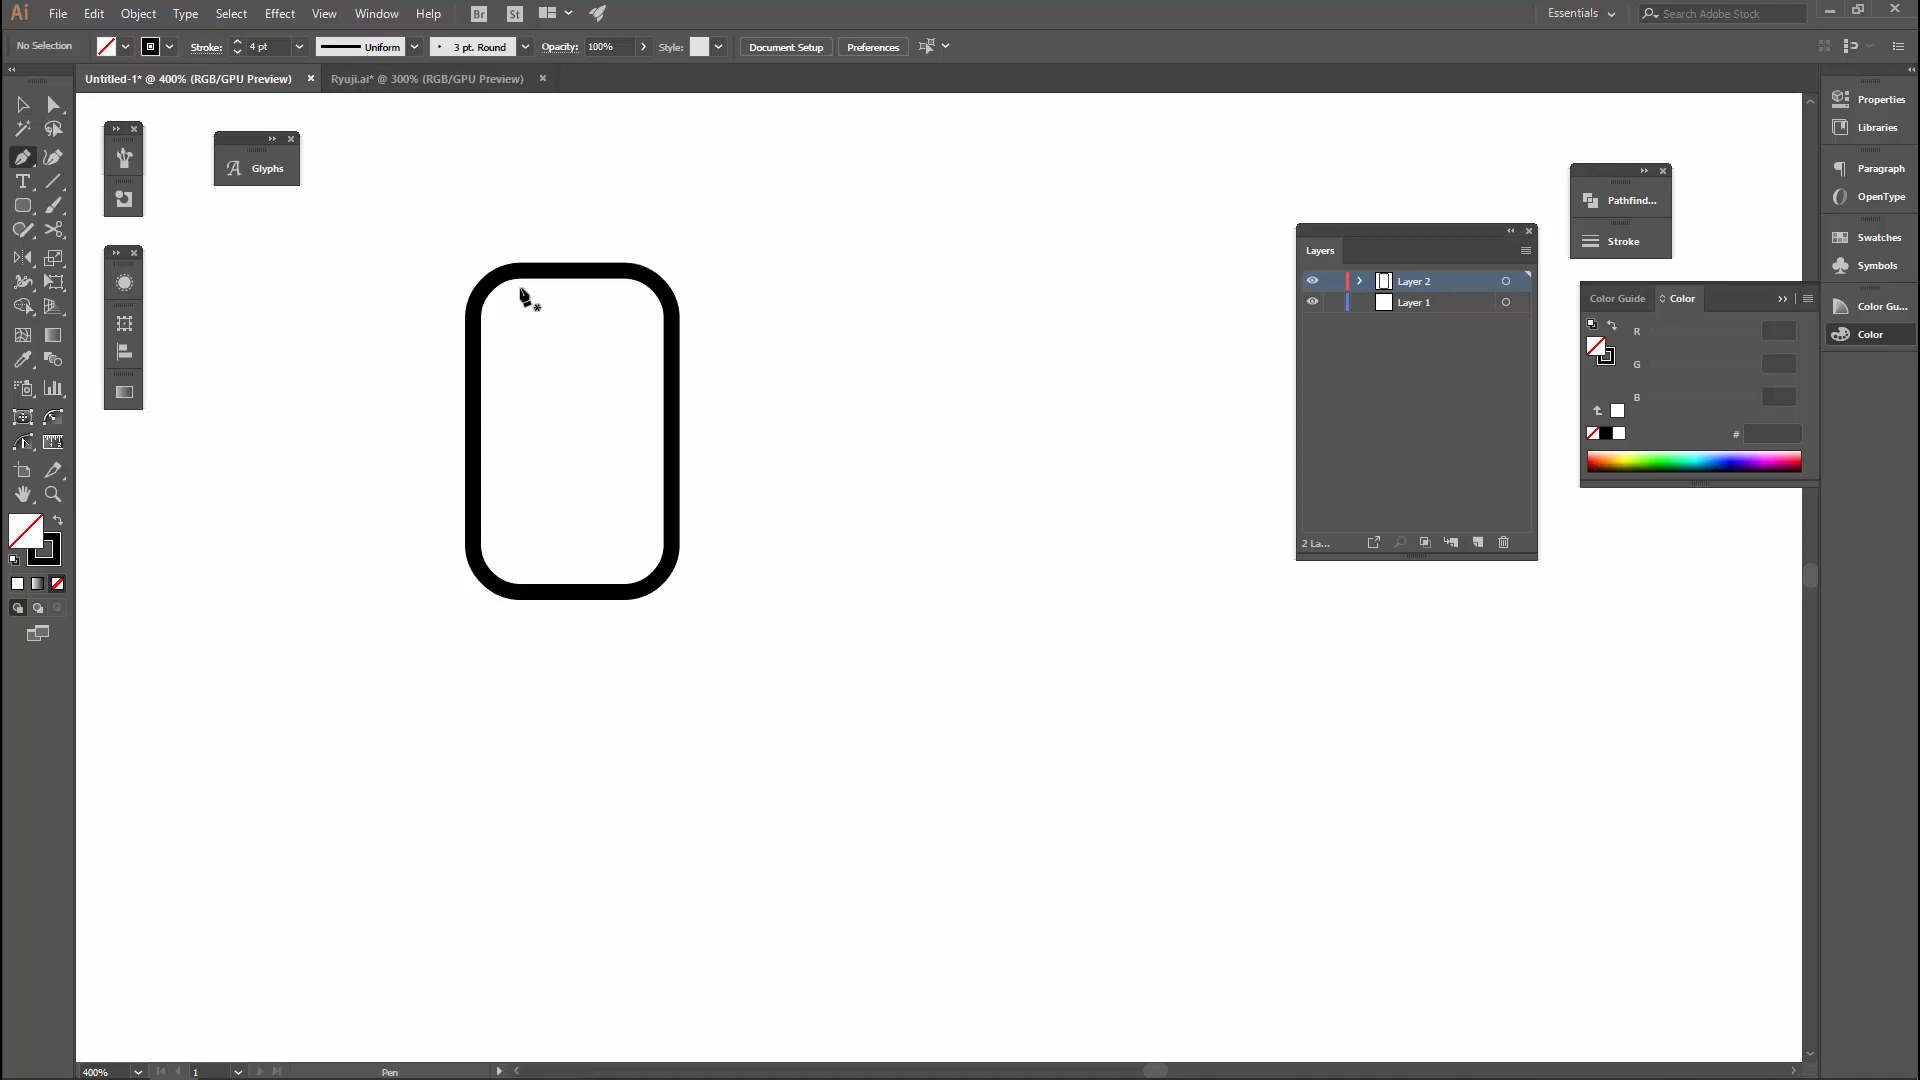 Ai File Edit Object Type Select Effect View Window Help Br St Essentials Search Adobe Stock
No Selection Stroke: 4 pt Uniform 3 pt. Round Opacity: 100% Style: Document Setup Preferences
Untitled-1* @ 400% (RGB/GPU Preview) Ryuji.ai* @ 300% (RGB/GPU Preview)
Glyphs
Layers
Layer 2
Layer 1
2 La...
Pathfind...
Stroke
Color Guide Color
R
G
B
#
Properties
Libraries
Paragraph
OpenType
Swatches
Symbols
Color Gu...
Color
400% 1 Pen